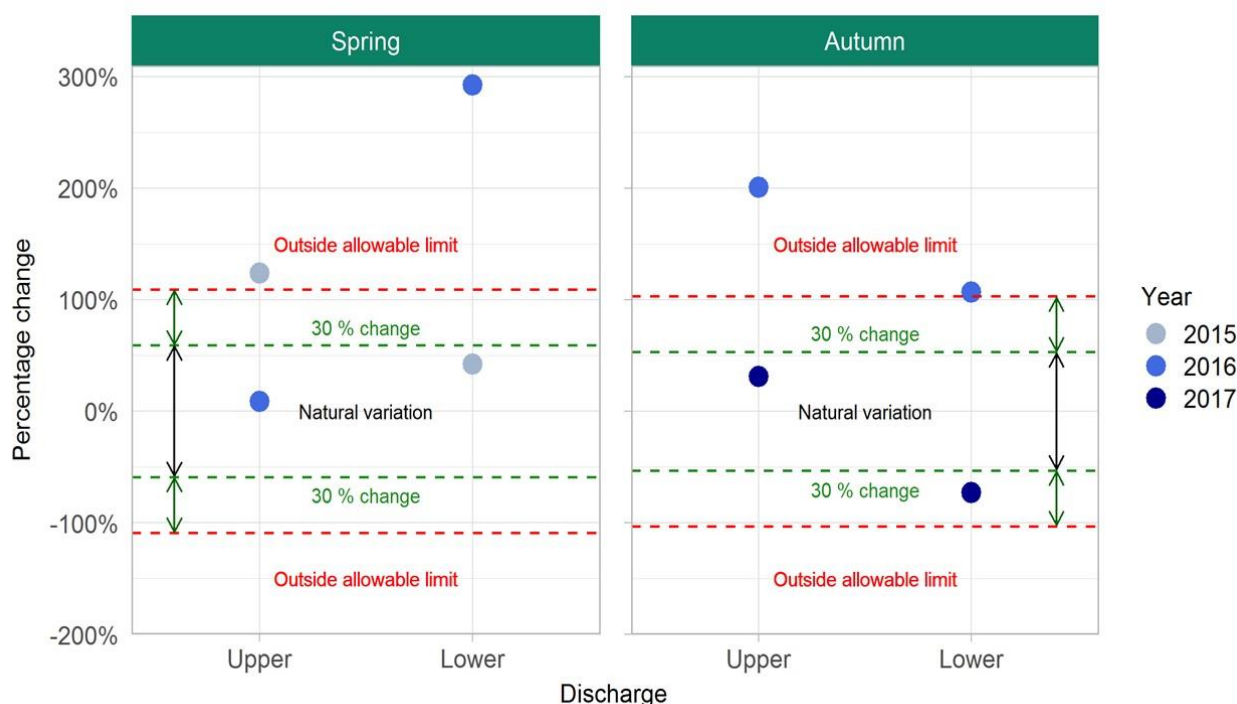 Spring
Autumn
300%
200%
100%
0%
-100%
-200%
Percentage change
Outside allowable limit
30 % change
Natural variation
30 % change
Outside allowable limit
Outside allowable limit
30 % change
Natural variation
30 % change
Outside allowable limit
Upper
Lower
Upper
Lower
Discharge
Year
2015
2016
2017